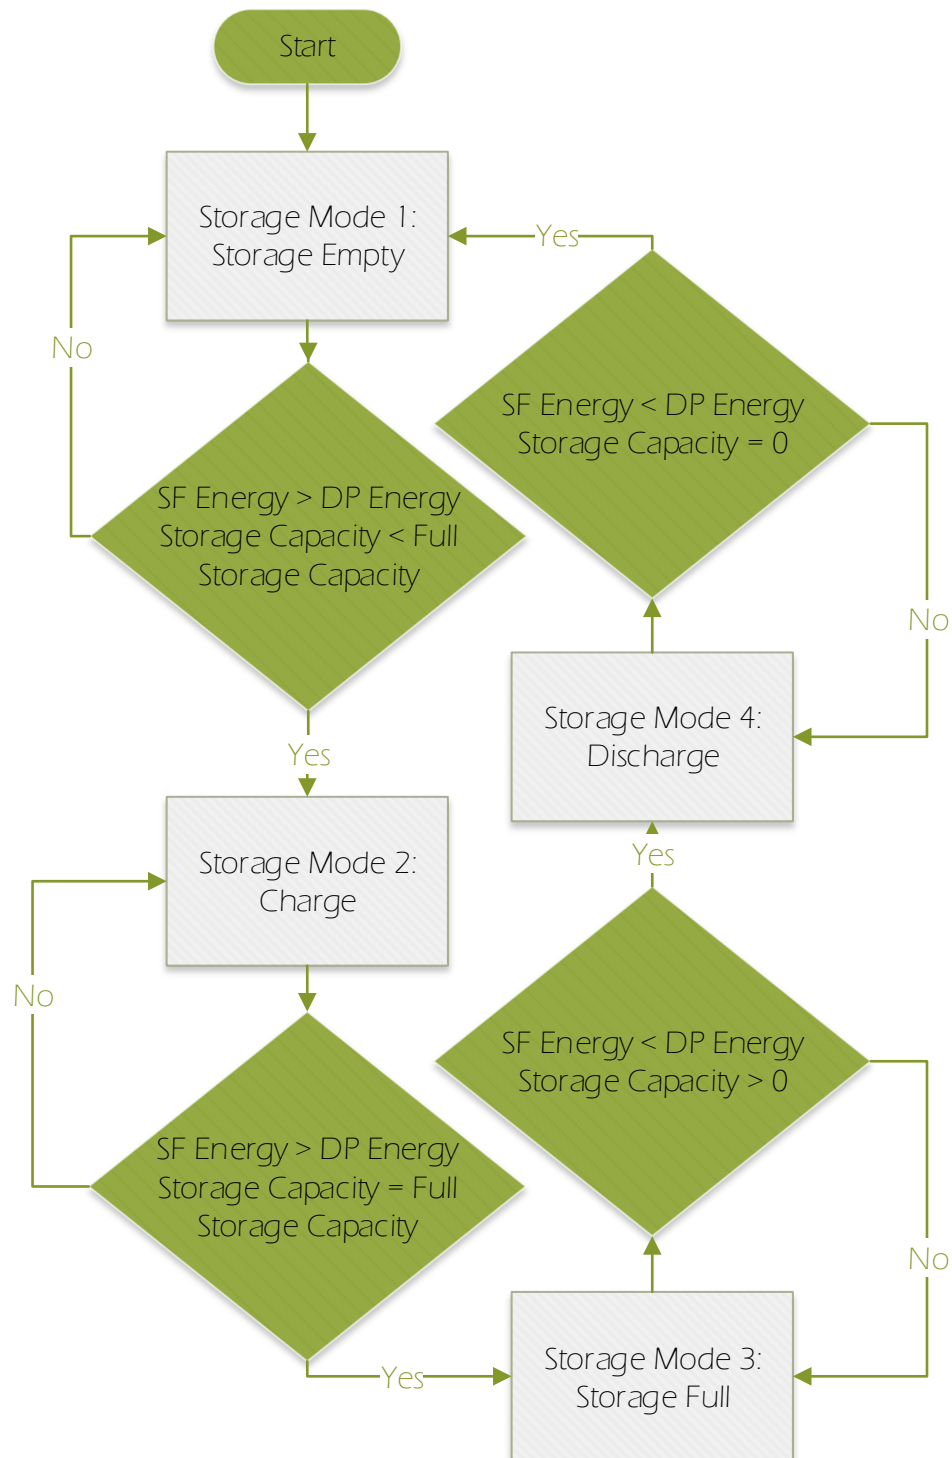 Start
Storage Mode 1:
Storage Empty
Yes
No
SF Energy < DP Energy
Storage Capacity = 0
SF Energy > DP Energy
Storage Capacity < Full
Storage Capacity
No
Storage Mode 4:
Discharge
Yes
Storage Mode 2:
Charge
Yes
No
SF Energy < DP Energy
Storage Capacity > 0
SF Energy > DP Energy
Storage Capacity = Full
Storage Capacity
No
Yes
Storage Mode 3:
Storage Full